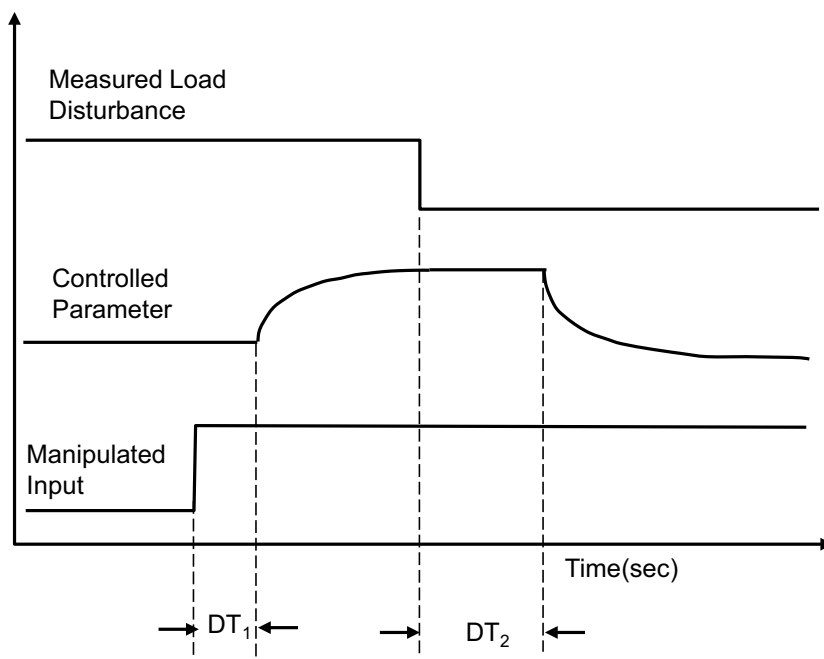 Measured Load
Disturbance
Controlled
Parameter
Manipulated
Input
Time(sec)
DT₁
DT₂